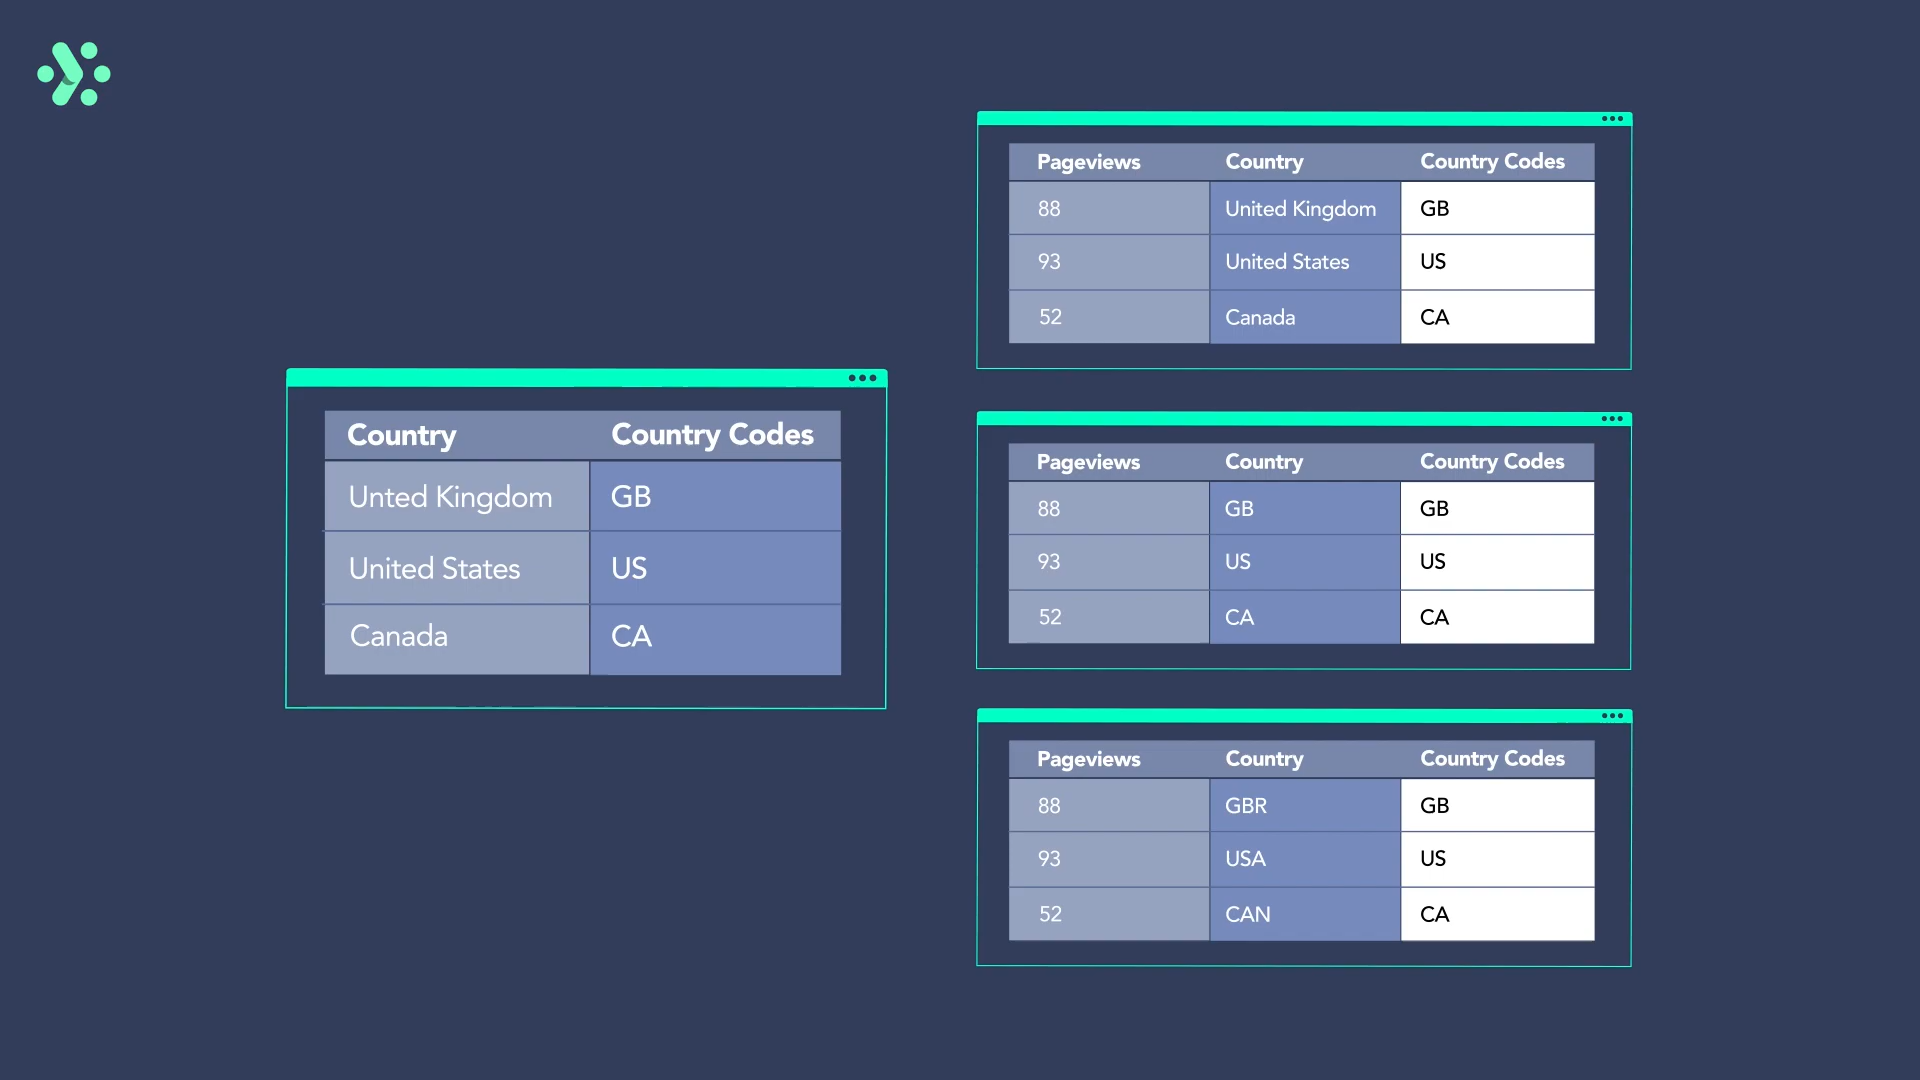 Country Country Codes
Unted Kingdom GB
United States US
Canada CA
Pageviews Country Country Codes
88 United Kingdom GB
93 United States US
52 Canada CA
Pageviews Country Country Codes
88 GB GB
93 US US
52 CA CA
Pageviews Country Country Codes
88 GBR GB
93 USA US
52 CAN CA